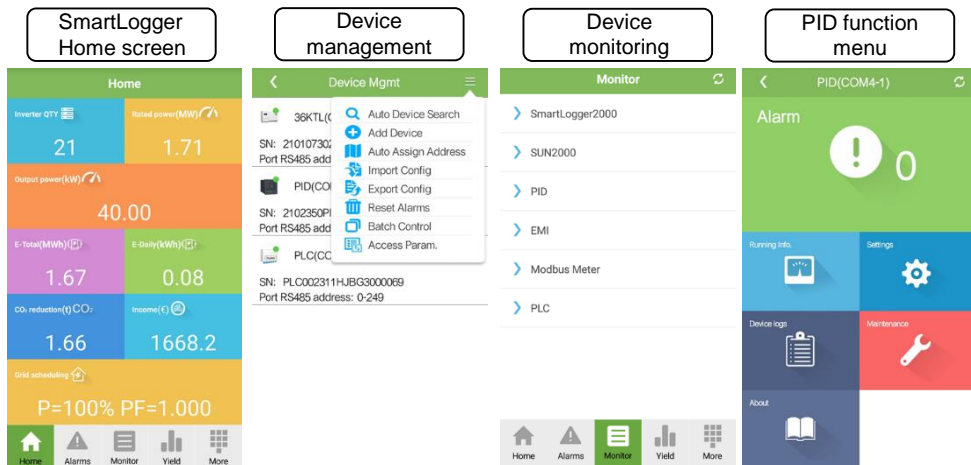 SmartLogger
Home screen
Device
management
Device
monitoring
PID function
menu
Home
Inverter QTY
Rated power(MW)
21
1.71
Output power(kW)
40.00
E-Total(MWh)
E-Daily(kWh)
1.67
0.08
CO₂ reduction(t) CO₂
Income(€)
1.66
1668.2
Grid scheduling
P=100% PF=1.000
Home
Alarms
Monitor
Yield
More
Device Mgmt
36KTL(
SN: 21010730
Port RS485 add
PID(CO
SN: 2102350P
Port RS485 add
PLC(CO
SN: PLC002311HJBG3000069
Port RS485 address: 0-249
Auto Device Search
Add Device
Auto Assign Address
Import Config
Export Config
Reset Alarms
Batch Control
Access Param.
Monitor
SmartLogger2000
SUN2000
PID
EMI
Modbus Meter
PLC
Home
Alarms
Monitor
Yield
More
PID(COM4-1)
Alarm
0
Running Info.
Settings
Device logs
Maintenance
About